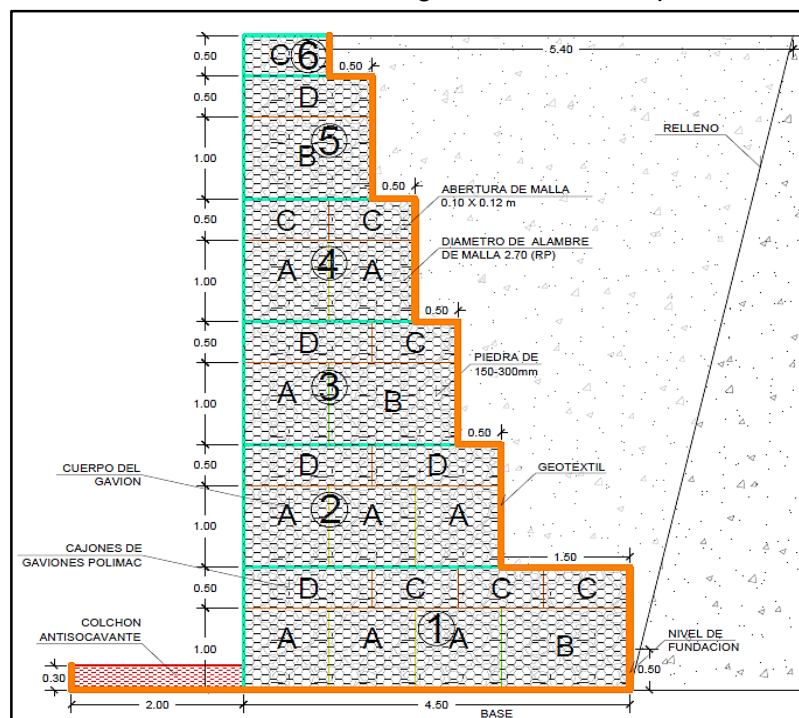 C 6
5.40
0.50
0.50
D
0.50
RELLENO
B 5
1.00
0.50
ABERTURA DE MALLA
0.10 X 0.12 m
C C
0.50
DIAMETRO DE ALAMBRE
DE MALLA 2.70 (RP)
A 4 A
1.00
0.50
D C
0.50
PIEDRA DE
150-300mm
A 3 B
1.00
0.50
D D
0.50
CUERPO DEL
GAVION
GEOTEXTIL
A 2 A A
1.00
CAJONES DE
GAVIONES POLIMAC
1.50
D C C C
0.50
COLCHON
ANTISOCAVANTE
A A 1 A B
1.00
NIVEL DE
FUNDACION
0.30
0.50
2.00
4.50
BASE